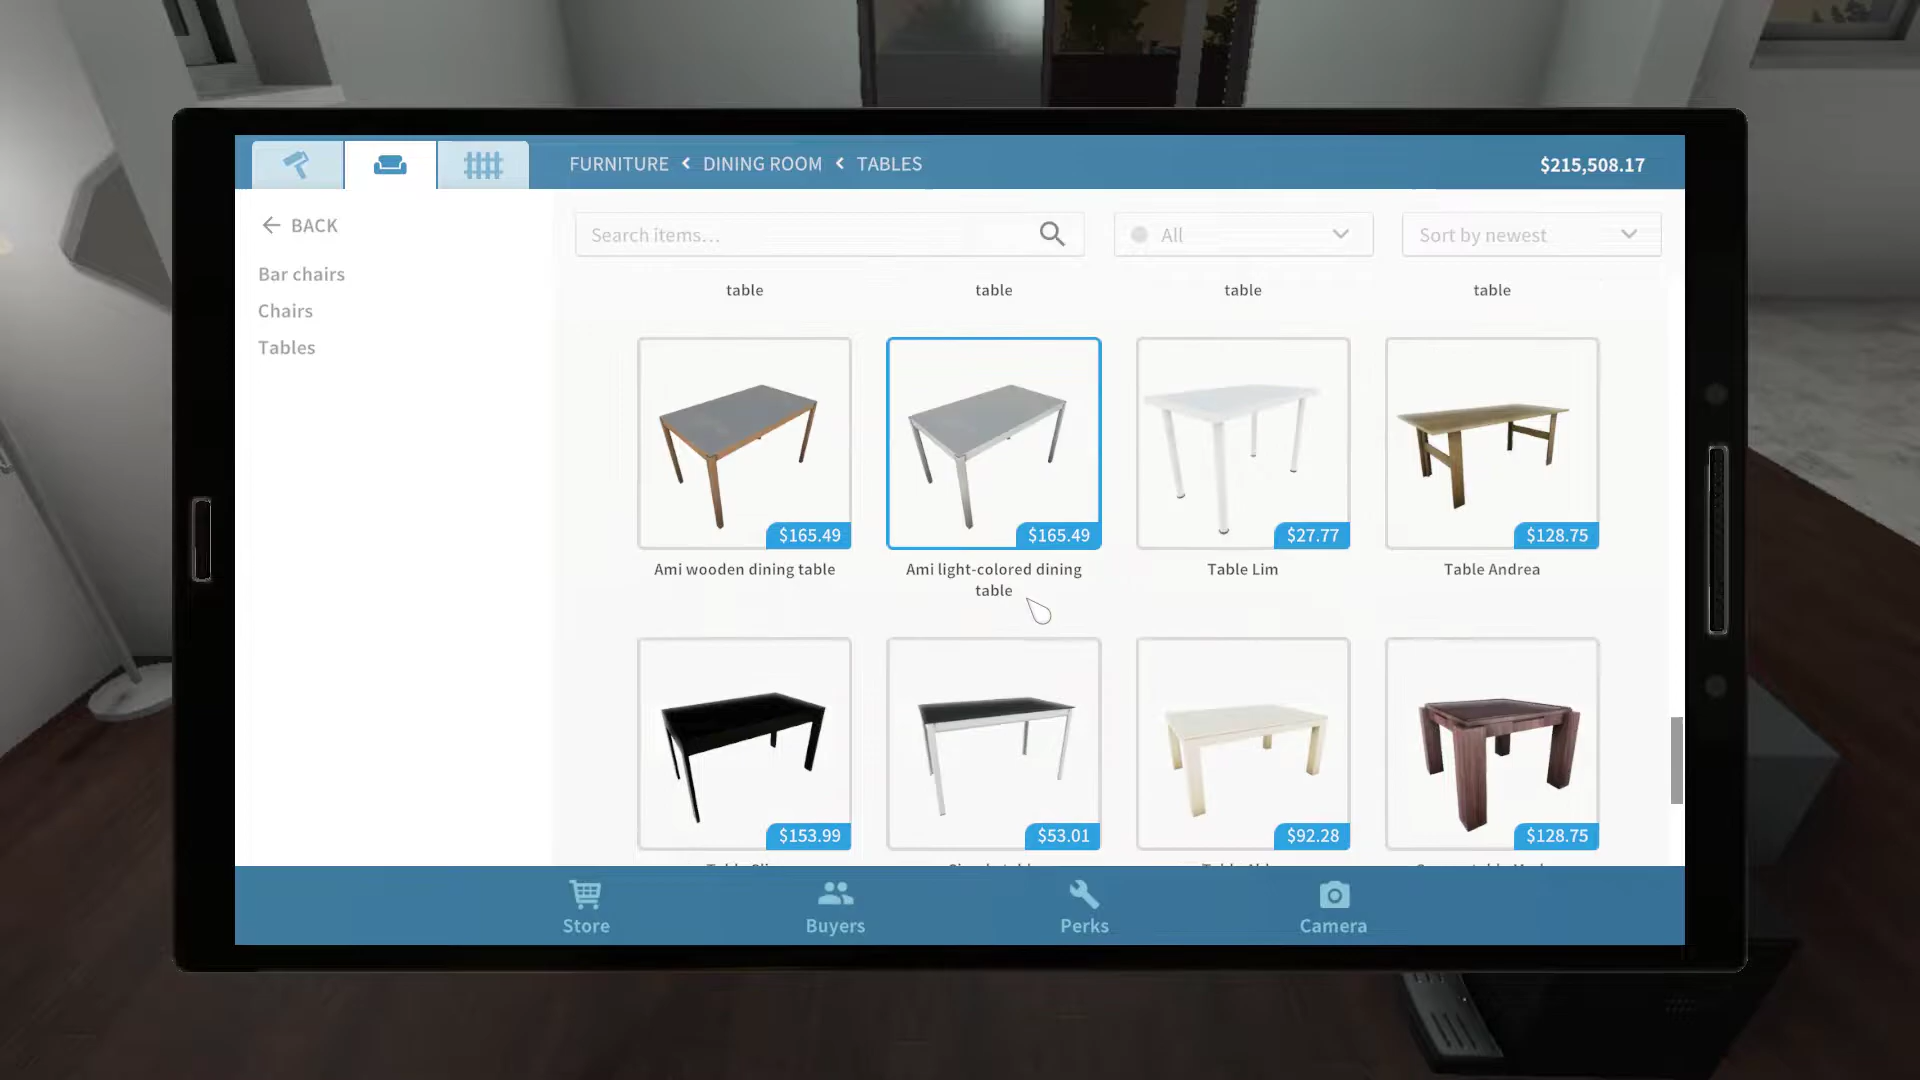 FURNITURE < DINING ROOM < TABLES
$215,508.17
BACK
Bar chairs
Chairs
Tables
Search items...
All
Sort by newest
table
table
table
table
$165.49
$165.49
$27.77
$128.75
Ami wooden dining table
Ami light-colored dining
table
Table Lim
Table Andrea
$153.99
$53.01
$92.28
$128.75
Store
Buyers
Perks
Camera